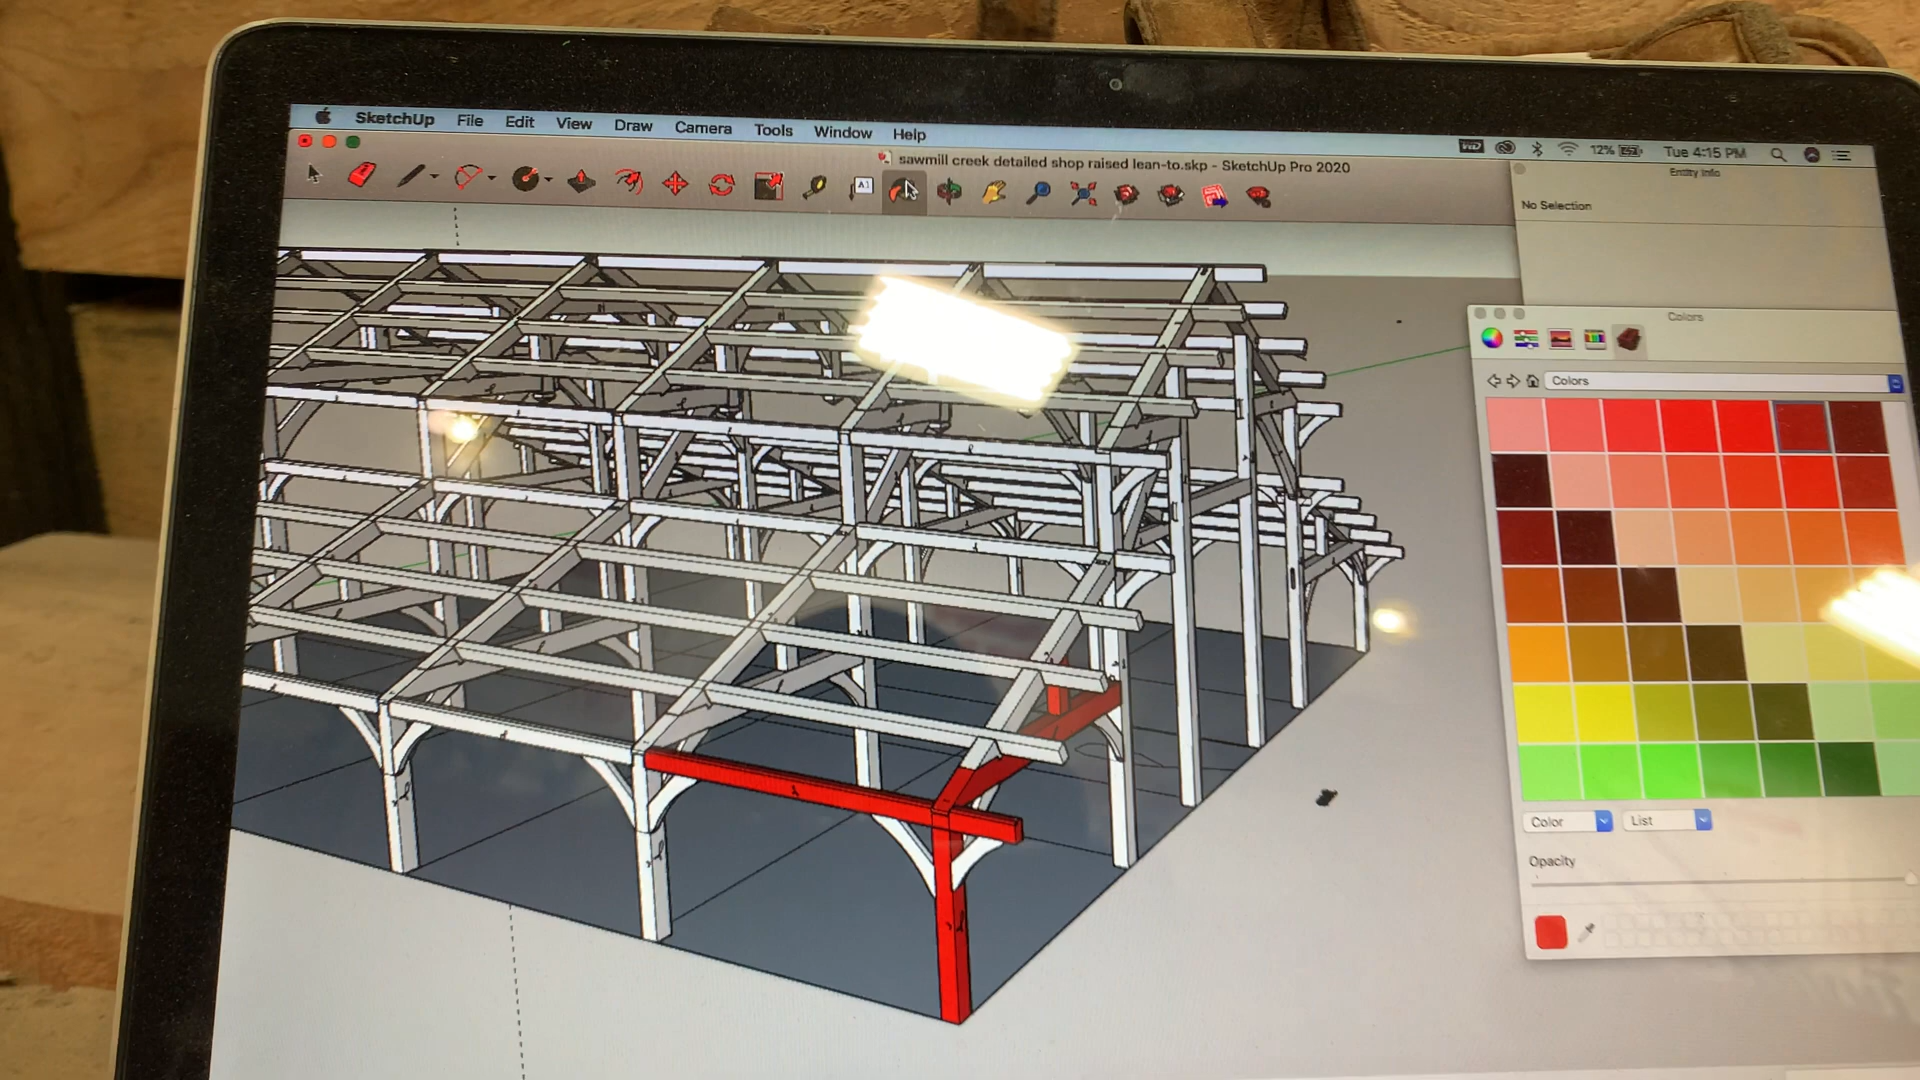 SketchUp File Edit View Draw Camera Tools Window Help
12% Tue 4:15 PM
sawmill creek detailed shop raised lean-to.skp - SketchUp Pro 2020
A1
Entity Info
No Selection
Colors
Colors
Color List
Opacity